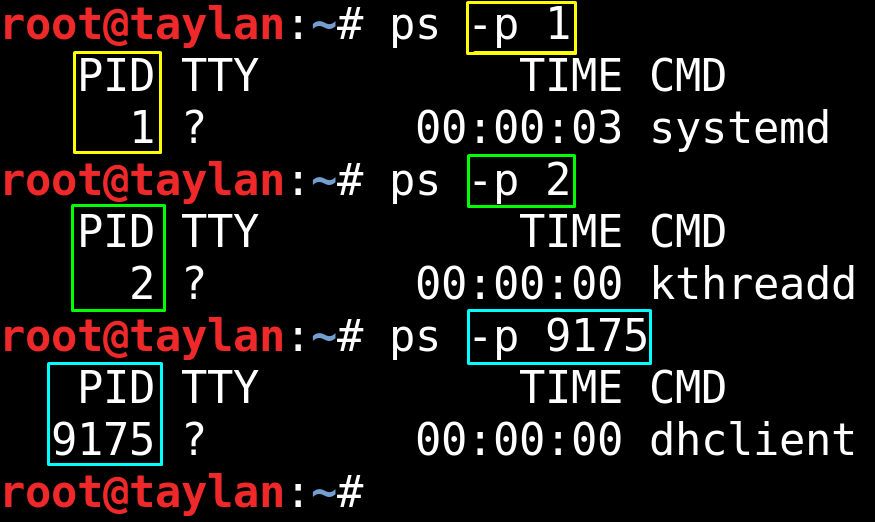 root@taylan:~# ps -p 1
PID TTY TIME CMD
1 ? 00:00:03 systemd
root@taylan:~# ps -p 2
PID TTY TIME CMD
2 ? 00:00:00 kthreadd
root@taylan:~# ps -p 9175
PID TTY TIME CMD
9175 ? 00:00:00 dhclient
root@taylan:~#